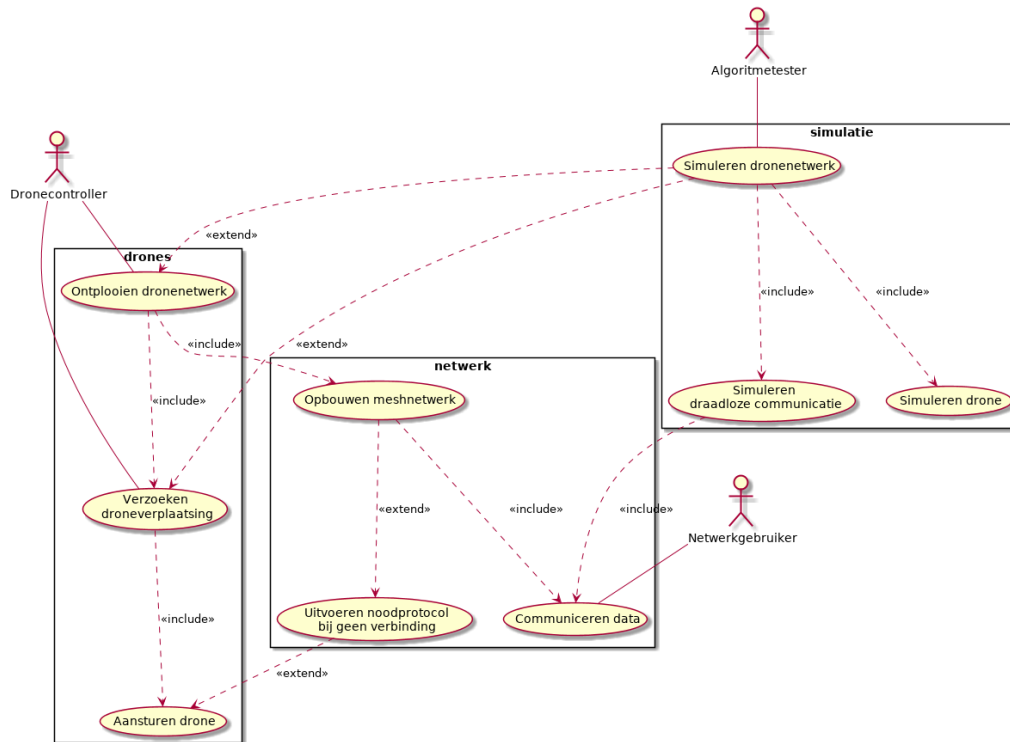 Algoritmetester
simulatie
Simuleren dronenetwerk
Dronecontroller
«extend»
drones
Ontplooien dronenetwerk
«include»
«include»
«include»
«extend»
netwerk
Opbouwen meshnetwerk
Simuleren
draadloze communicatie
Simuleren drone
«include»
Verzoeken
droneverplaatsing
«extend»
«include»
«include»
Netwerkgebruiker
«include»
Uitvoeren noodprotocol
bij geen verbinding
Communiceren data
«extend»
Aansturen drone